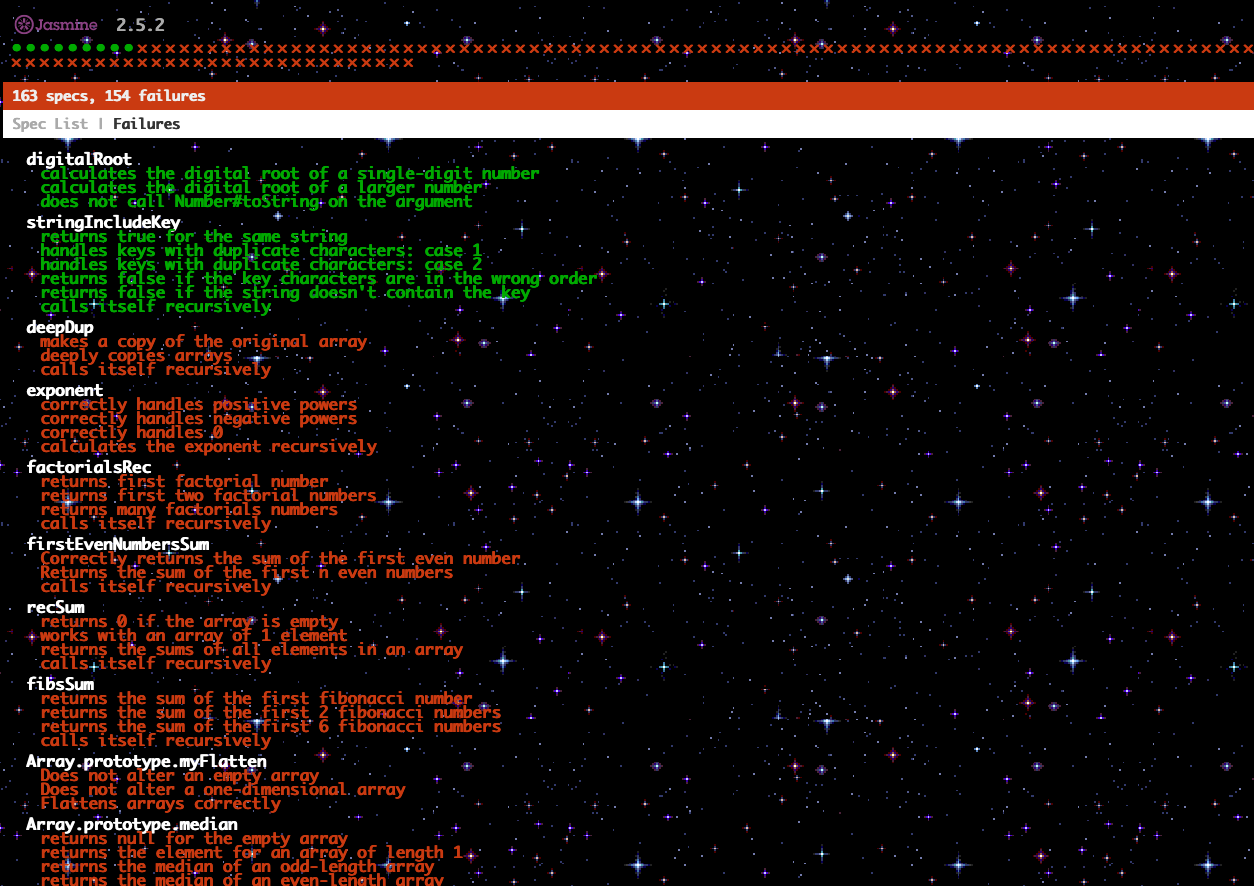 Jasmine 2.5.2
163 specs, 154 failures
Spec List | Failures
digitalRoot
calculates the digital root of a single-digit number
calculates the digital root of a larger number
does not call Number#toString on the argument
stringIncludeKey
returns true for the same string
handles keys with duplicate characters: case 1
handles keys with duplicate characters: case 2
returns false if the key characters are in the wrong order
returns false if the string doesn't contain the key
calls itself recursively
deepDup
makes a copy of the original array
deeply copies arrays
calls itself recursively
exponent
correctly handles positive powers
correctly handles negative powers
correctly handles 0
calculates the exponent recursively
factorialsRec
returns first factorial number
returns first two factorial numbers
returns many factorials numbers
calls itself recursively
firstEvenNumbersSum
Correctly returns the sum of the first even number
Returns the sum of the first n even numbers
calls itself recursively
recSum
returns 0 if the array is empty
works with an array of 1 element
returns the sums of all elements in an array
calls itself recursively
fibsSum
returns the sum of the first fibonacci number
returns the sum of the first 2 fibonacci numbers
returns the sum of the first 6 fibonacci numbers
calls itself recursively
Array.prototype.myFlatten
Does not alter an empty array
Does not alter a one-dimensional array
Flattens arrays correctly
Array.prototype.median
returns null for the empty array
returns the element for an array of length 1
returns the median of an odd-length array
returns the median of an even-length array